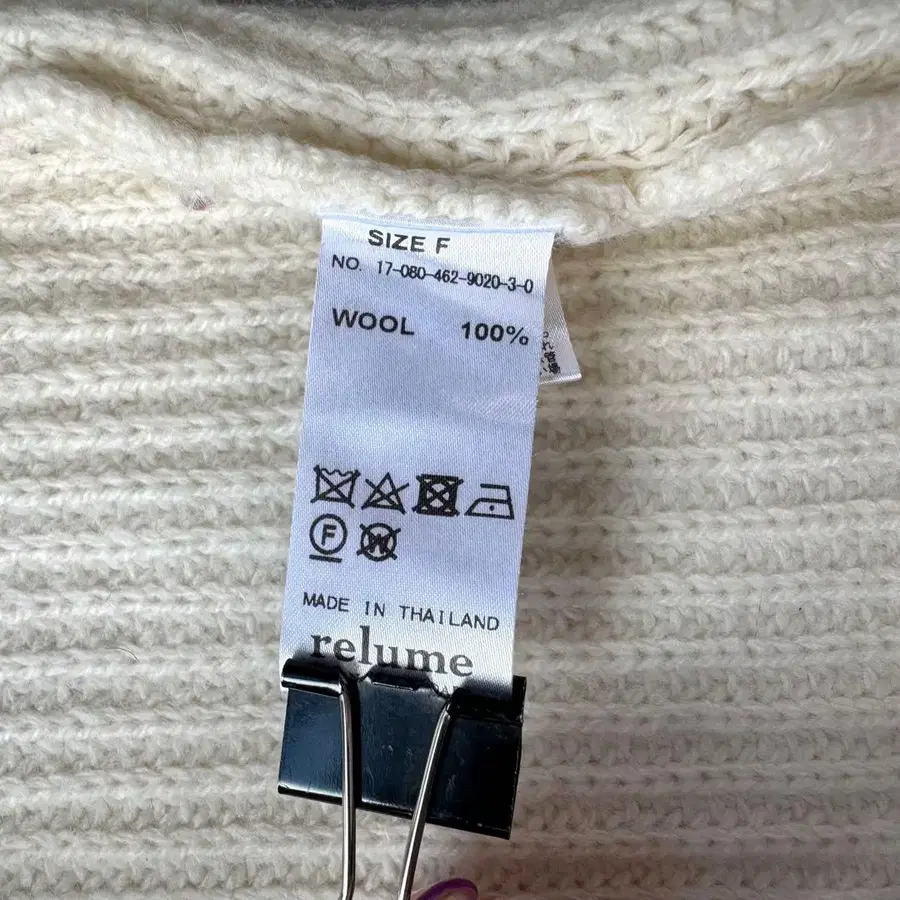 SIZE F
NO. 17-080-462-9020-3-0
WOOL 100%
F W
MADE IN THAILAND
relume